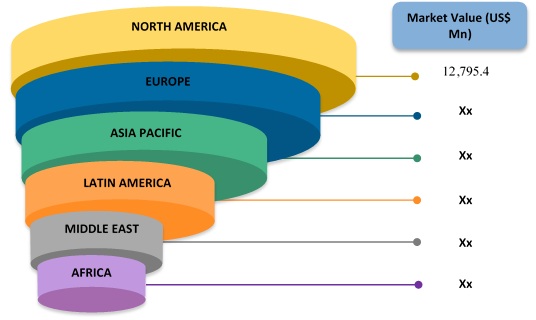 Market Value (US$
Mn)
NORTH AMERICA
12,795.4
EUROPE
Xx
ASIA PACIFIC
Xx
LATIN AMERICA
Xx
MIDDLE EAST
Xx
AFRICA
Xx